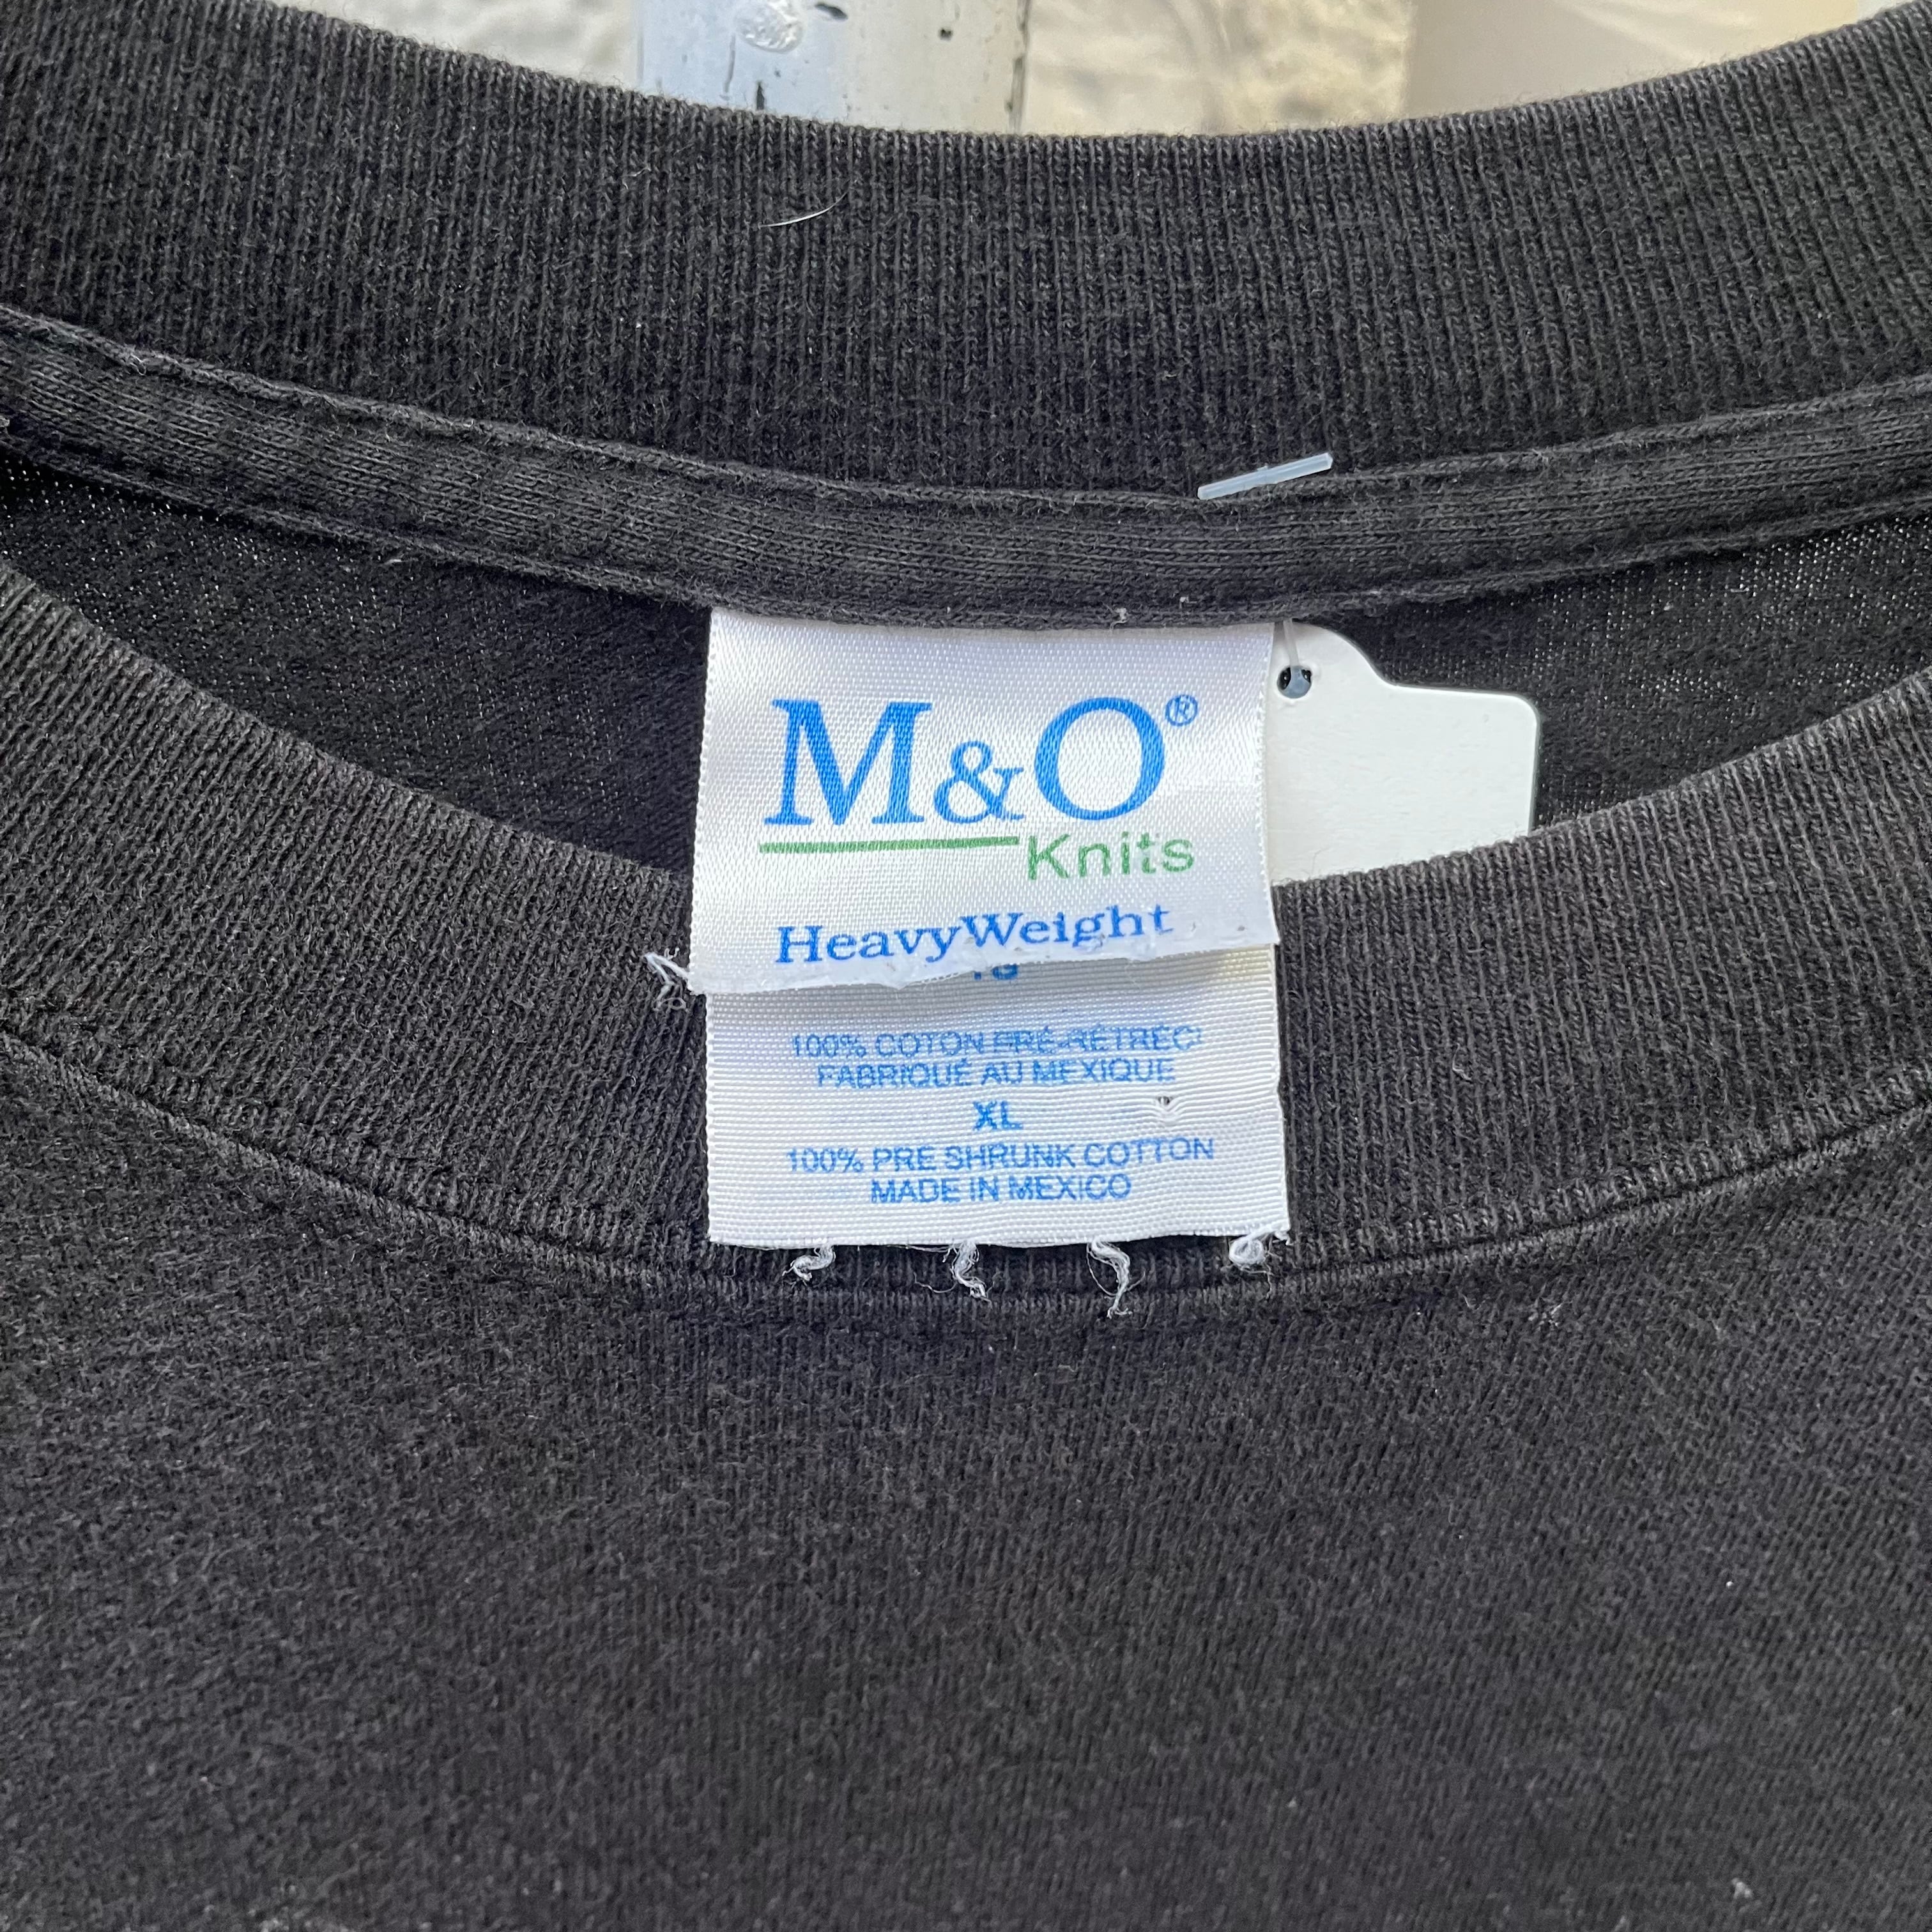 M&O®
Knits
HeavyWeight
100% COTON PRÉ-RÉTRÉCI
FABRIQUÉ AU MEXIQUE
XL
100% PRE SHRUNK COTTON
MADE IN MEXICO